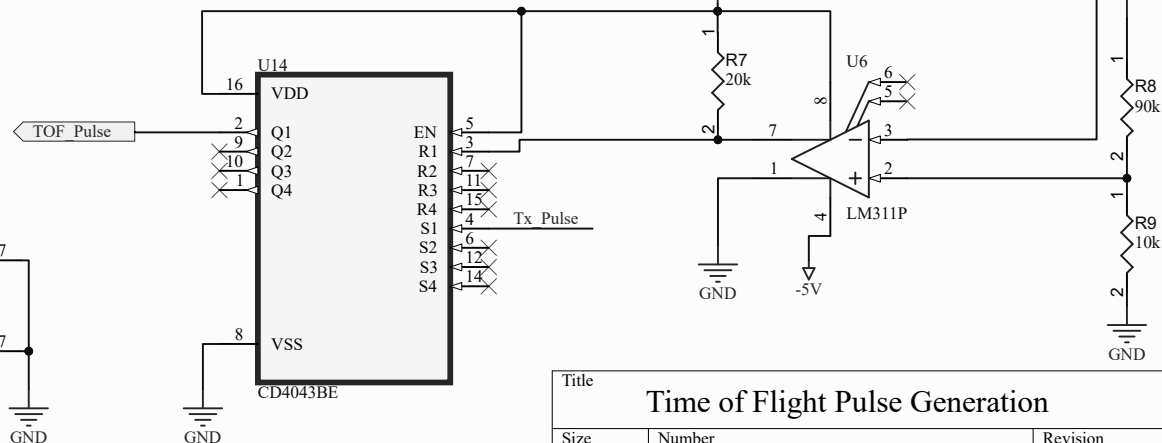 U14
16
VDD
TOF_Pulse
2
Q1
9
Q2
10
Q3
1
Q4
EN
5
R1
3
R2
7
R3
11
R4
15
S1
4
Tx_Pulse
S2
6
S3
12
S4
14
8
VSS
CD4043BE
GND
7
7
GND
1
R7
20k
2
U6
6
5
8
7
3
−
1
+
2
4
LM311P
GND
-5V
1
R8
90k
2
1
R9
10k
2
GND
Title
Time of Flight Pulse Generation
Size
Number
Revision